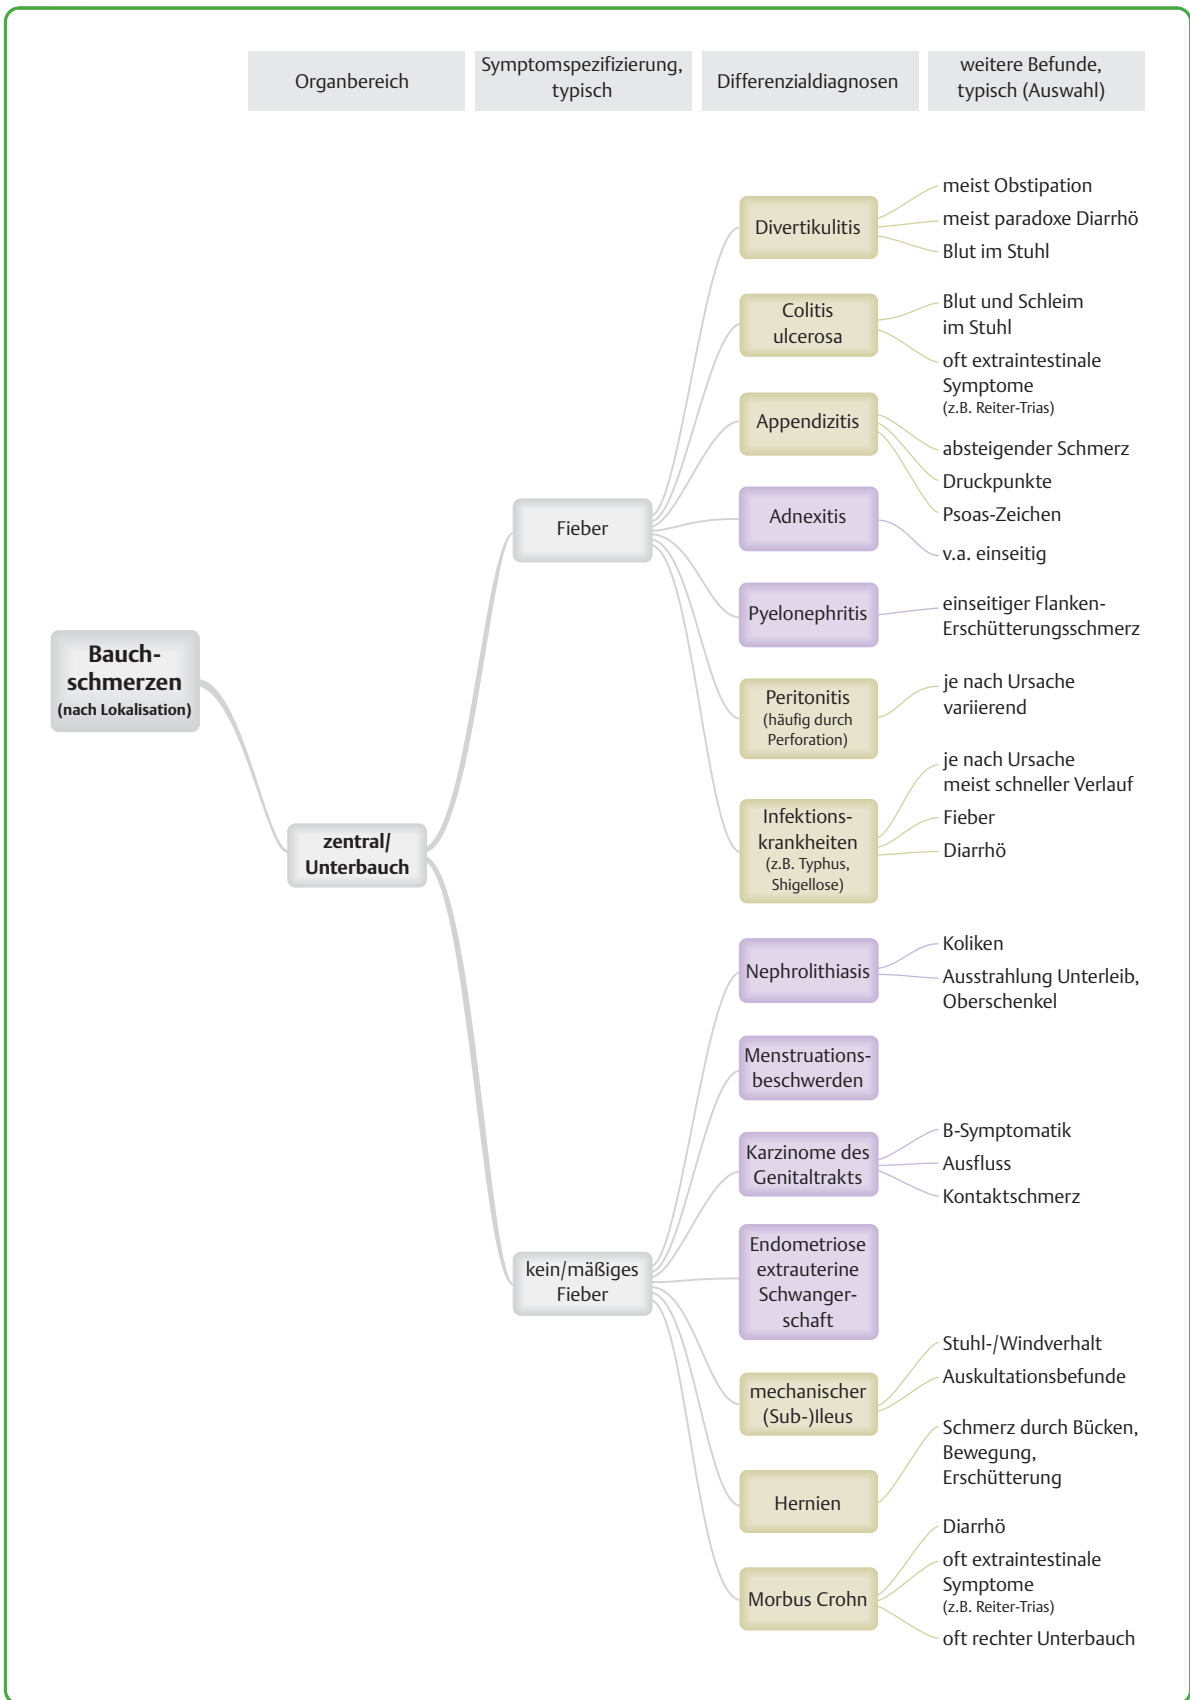 Organbereich
Symptomspezifizierung,
typisch
Differenzialdiagnosen
weitere Befunde,
typisch (Auswahl)
Bauch-
schmerzen
(nach Lokalisation)
zentral/
Unterbauch
Fieber
Divertikulitis
meist Obstipation
meist paradoxe Diarrhö
Blut im Stuhl
Colitis
ulcerosa
Blut und Schleim
im Stuhl
oft extraintestinale
Symptome
(z.B. Reiter-Trias)
Appendizitis
absteigender Schmerz
Druckpunkte
Psoas-Zeichen
Adnexitis
v.a. einseitig
Pyelonephritis
einseitiger Flanken-
Erschütterungsschmerz
Peritonitis
(häufig durch
Perforation)
je nach Ursache
variierend
Infektions-
krankheiten
(z.B. Typhus,
Shigellose)
je nach Ursache
meist schneller Verlauf
Fieber
Diarrhö
kein/mäßiges
Fieber
Nephrolithiasis
Koliken
Ausstrahlung Unterleib,
Oberschenkel
Menstruations-
beschwerden
Karzinome des
Genitaltrakts
B-Symptomatik
Ausfluss
Kontaktschmerz
Endometriose
extrauterine
Schwanger-
schaft
mechanischer
(Sub-)Ileus
Stuhl-/Windverhalt
Auskultationsbefunde
Hernien
Schmerz durch Bücken,
Bewegung,
Erschütterung
Morbus Crohn
Diarrhö
oft extraintestinale
Symptome
(z.B. Reiter-Trias)
oft rechter Unterbauch